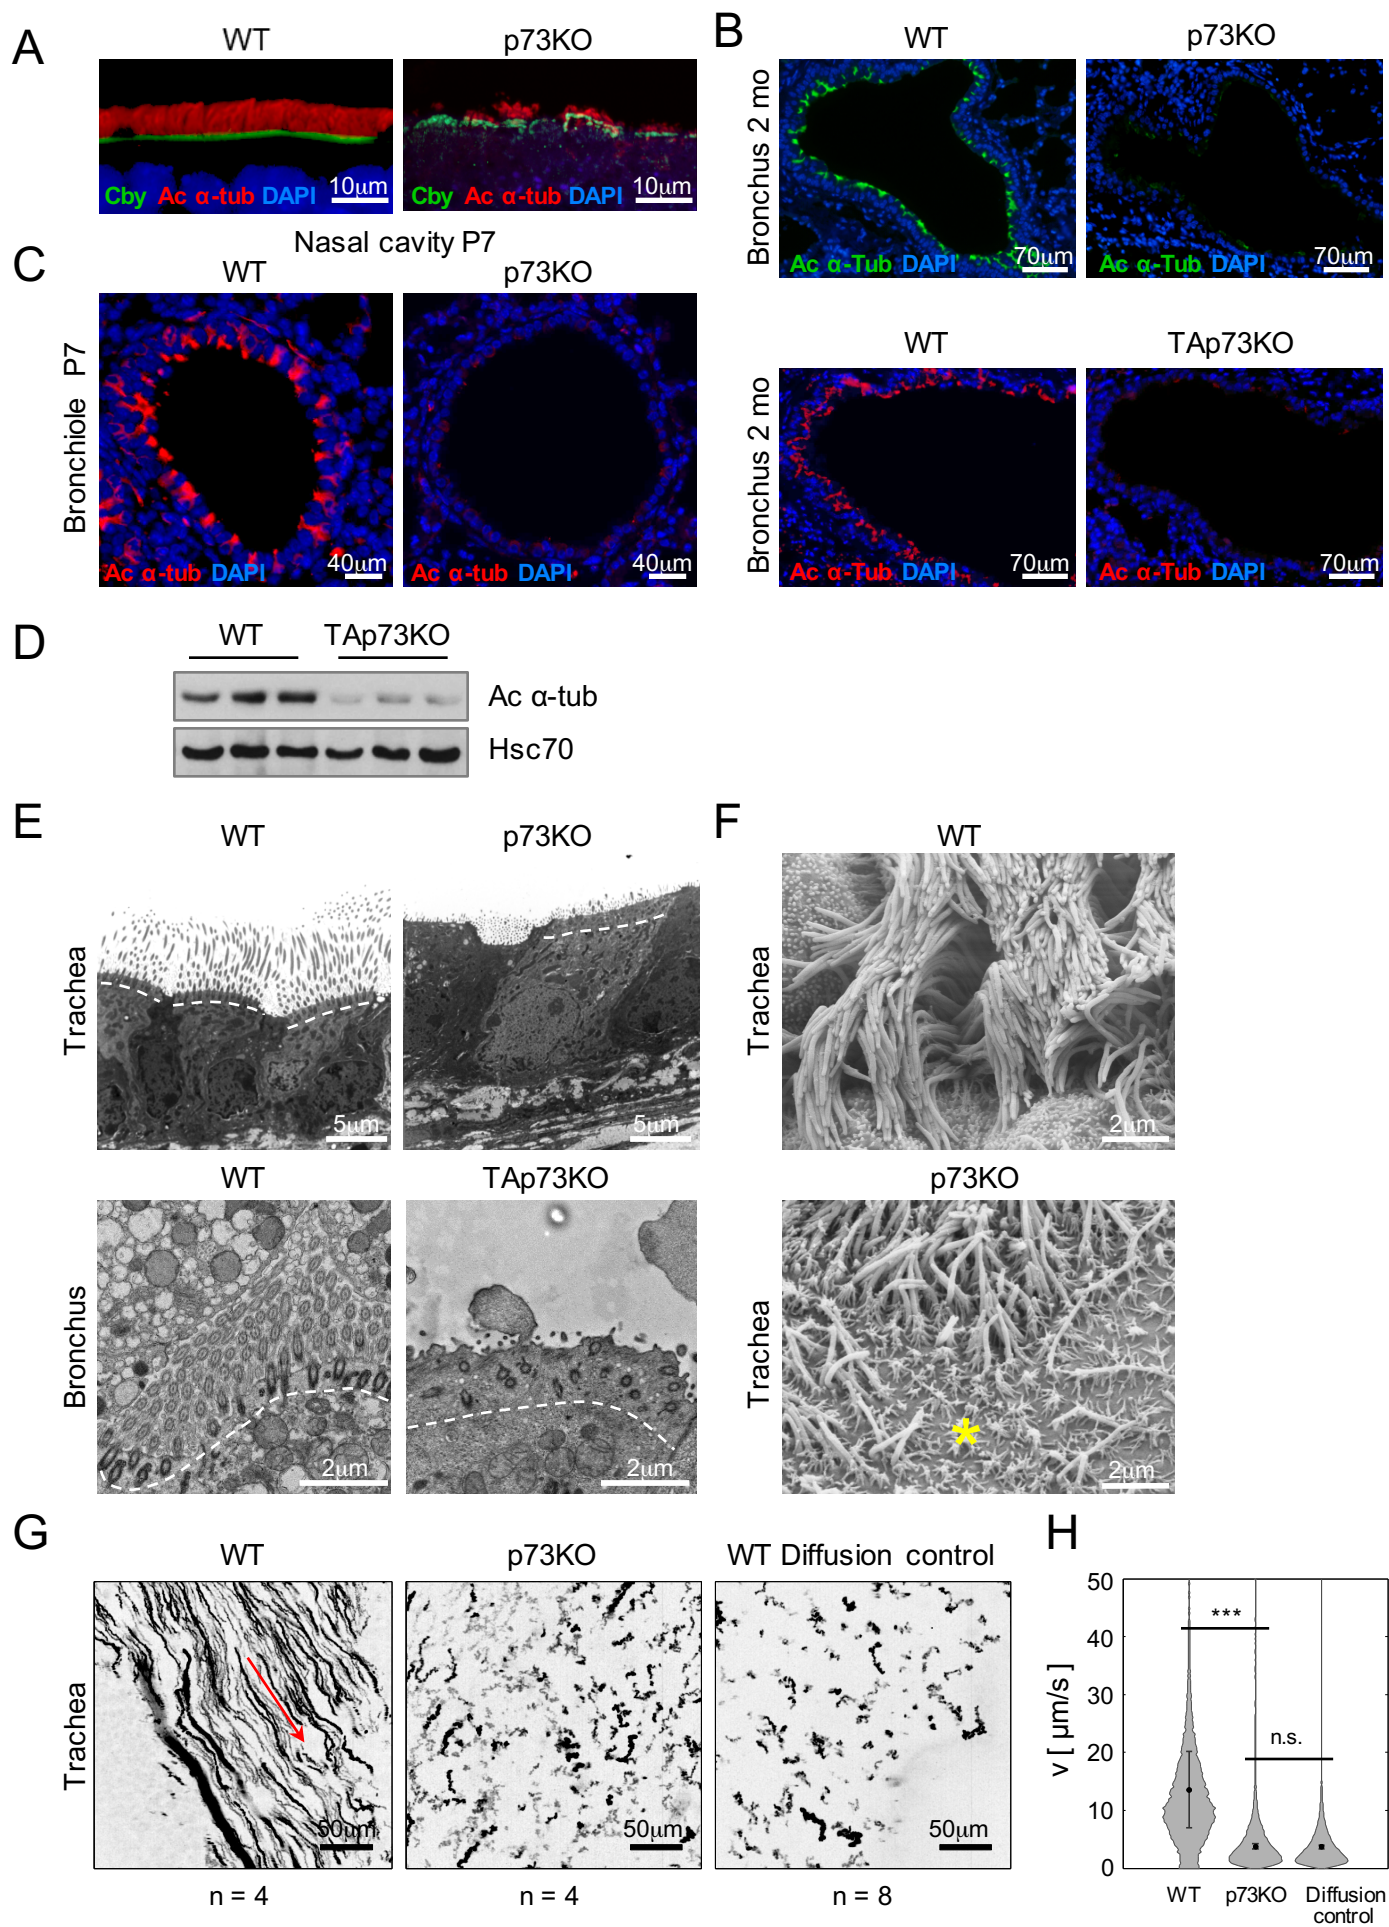 A
WT
p73KO
Cby Ac α-tub DAPI
10μm
Cby Ac α-tub DAPI
10μm
Nasal cavity P7
B
WT
p73KO
Bronchus 2 mo
Ac α-Tub DAPI
70μm
Ac α-Tub DAPI
70μm
WT
TAp73KO
Bronchus 2 mo
Ac α-Tub DAPI
70μm
Ac α-Tub DAPI
70μm
C
WT
p73KO
Bronchiole P7
Ac α-tub DAPI
40μm
Ac α-tub DAPI
40μm
D
WT
TAp73KO
Ac α-tub
Hsc70
E
WT
p73KO
Trachea
5μm
5μm
WT
TAp73KO
Bronchus
2μm
2μm
F
WT
Trachea
2μm
p73KO
Trachea
*
2μm
G
WT
p73KO
WT Diffusion control
Trachea
50μm
50μm
50μm
n = 4
n = 4
n = 8
H
v [ μm/s ]
50
40
30
20
10
0
***
n.s.
WT
p73KO
Diffusion
control